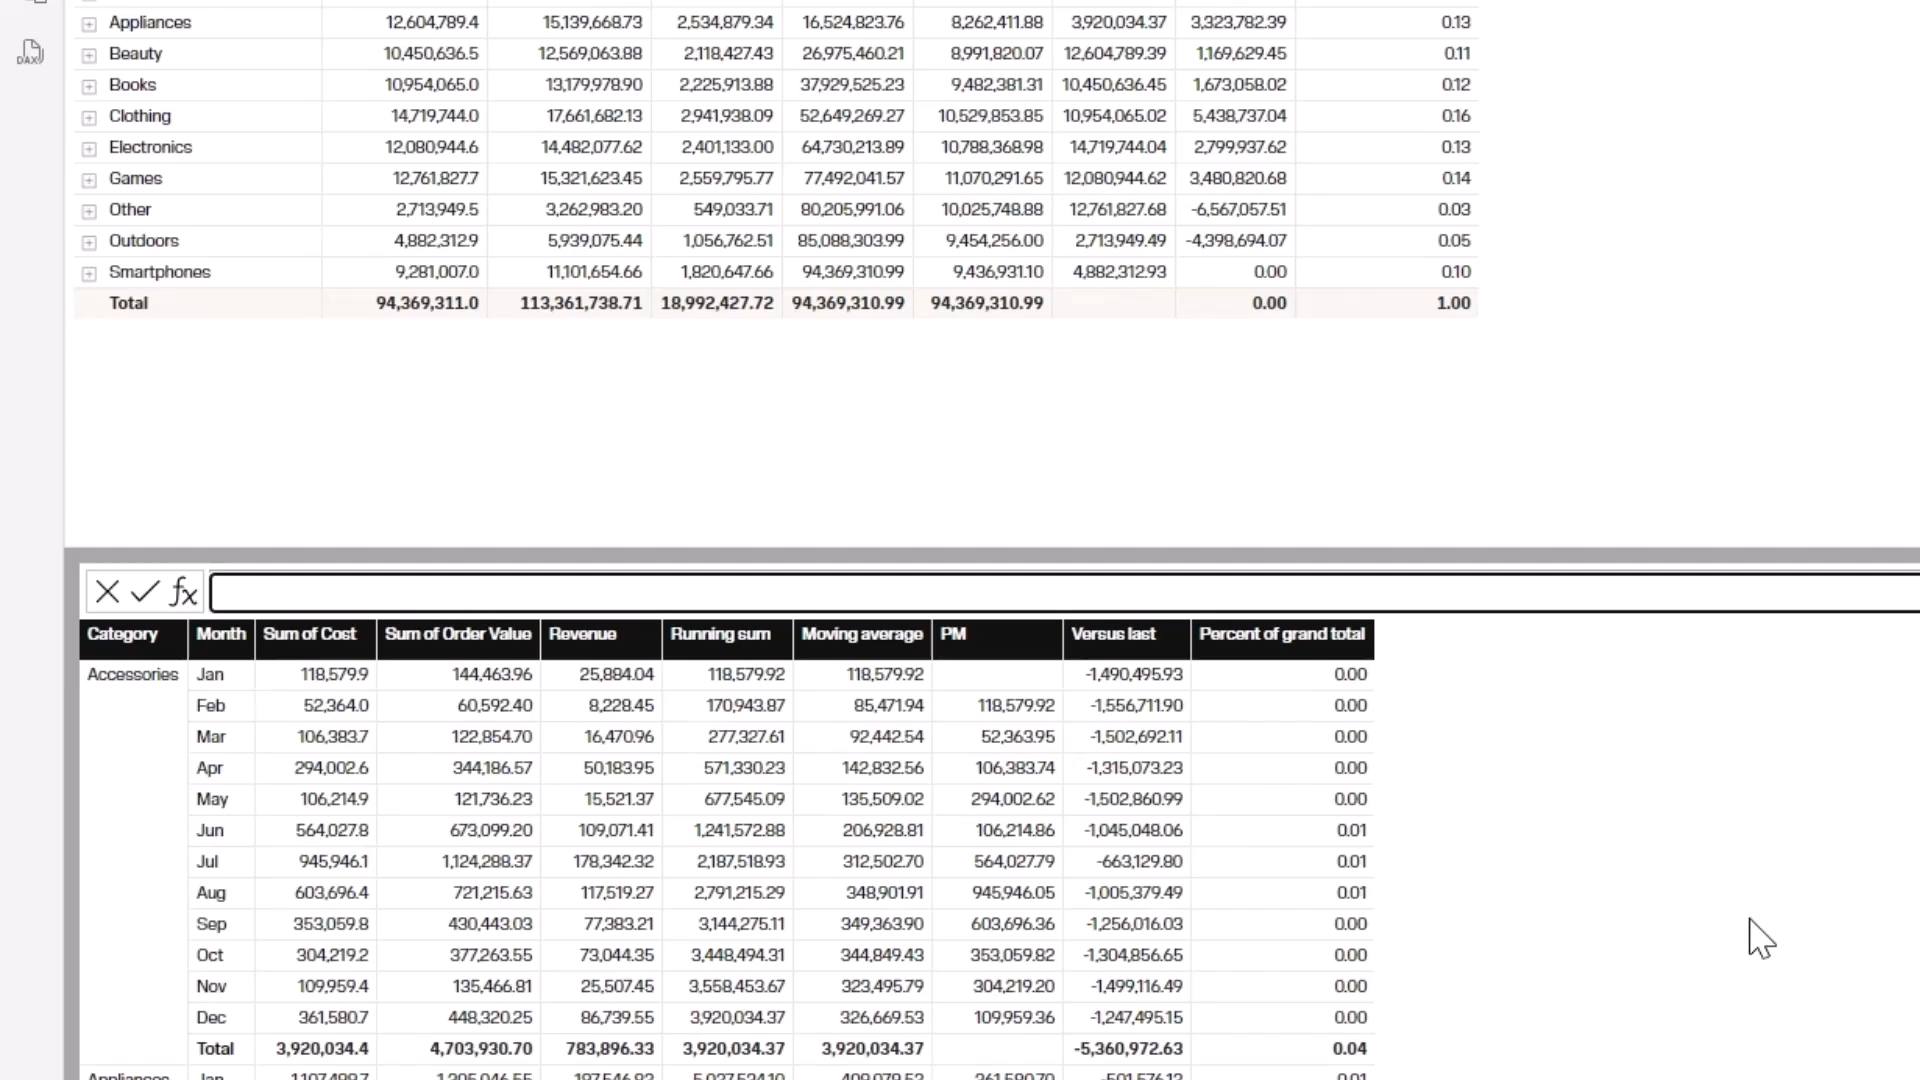 DAX
Appliances 12,604,789.4 15,139,668.73 2,534,879.34 16,524,823.76 8,262,411.88 3,920,034.37 3,323,782.39 0.13
Beauty 10,450,636.5 12,569,063.88 2,118,427.43 26,975,460.21 8,991,820.07 12,604,789.39 1,169,629.45 0.11
Books 10,954,065.0 13,179,978.90 2,225,913.88 37,929,525.23 9,482,381.31 10,450,636.45 1,673,058.02 0.12
Clothing 14,719,744.0 17,661,682.13 2,941,938.09 52,649,269.27 10,529,853.85 10,954,065.02 5,438,737.04 0.16
Electronics 12,080,944.6 14,482,077.62 2,401,133.00 64,730,213.89 10,788,368.98 14,719,744.04 2,799,937.62 0.13
Games 12,761,827.7 15,321,623.45 2,559,795.77 77,492,041.57 11,070,291.65 12,080,944.62 3,480,820.68 0.14
Other 2,713,949.5 3,262,983.20 549,033.71 80,205,991.06 10,025,748.88 12,761,827.68 -6,567,057.51 0.03
Outdoors 4,882,312.9 5,939,075.44 1,056,762.51 85,088,303.99 9,454,256.00 2,713,949.49 -4,398,694.07 0.05
Smartphones 9,281,007.0 11,101,654.66 1,820,647.66 94,369,310.99 9,436,931.10 4,882,312.93 0.00 0.10
Total 94,369,311.0 113,361,738.71 18,992,427.72 94,369,310.99 94,369,310.99 0.00 1.00
fx
Category Month Sum of Cost Sum of Order Value Revenue Running sum Moving average PM Versus last Percent of grand total
Accessories Jan 118,579.9 144,463.96 25,884.04 118,579.92 118,579.92 -1,490,495.93 0.00
Feb 52,364.0 60,592.40 8,228.45 170,943.87 85,471.94 118,579.92 -1,556,711.90 0.00
Mar 106,383.7 122,854.70 16,470.96 277,327.61 92,442.54 52,363.95 -1,502,692.11 0.00
Apr 294,002.6 344,186.57 50,183.95 571,330.23 142,832.56 106,383.74 -1,315,073.23 0.00
May 106,214.9 121,736.23 15,521.37 677,545.09 135,509.02 294,002.62 -1,502,860.99 0.00
Jun 564,027.8 673,099.20 109,071.41 1,241,572.88 206,928.81 106,214.86 -1,045,048.06 0.01
Jul 945,946.1 1,124,288.37 178,342.32 2,187,518.93 312,502.70 564,027.79 -663,129.80 0.01
Aug 603,696.4 721,215.63 117,519.27 2,791,215.29 348,901.91 945,946.05 -1,005,379.49 0.01
Sep 353,059.8 430,443.03 77,383.21 3,144,275.11 349,363.90 603,696.36 -1,256,016.03 0.00
Oct 304,219.2 377,263.55 73,044.35 3,448,494.31 344,849.43 353,059.82 -1,304,856.65 0.00
Nov 109,959.4 135,466.81 25,507.45 3,558,453.67 323,495.79 304,219.20 -1,499,116.49 0.00
Dec 361,580.7 448,320.25 86,739.55 3,920,034.37 326,669.53 109,959.36 -1,247,495.15 0.00
Total 3,920,034.4 4,703,930.70 783,896.33 3,920,034.37 3,920,034.37 -5,360,972.63 0.04
Appliances Jan